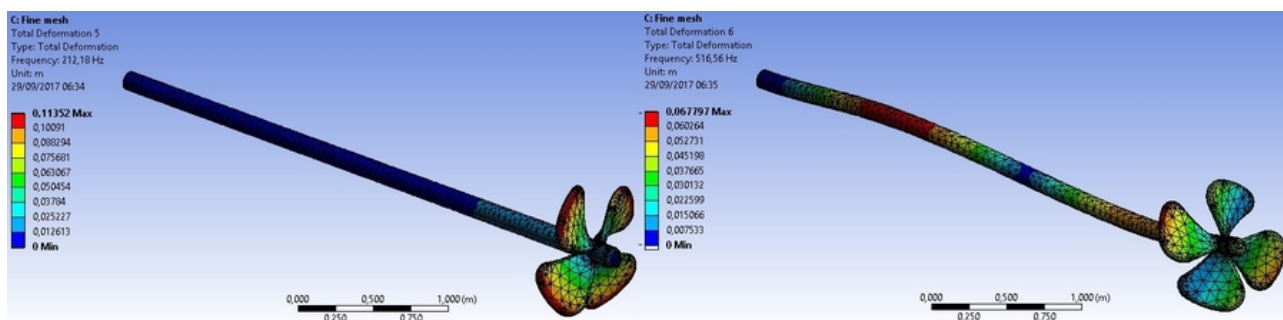 C: Fine mesh
Total Deformation 5
Type: Total Deformation
Frequency: 212,18 Hz
Unit: m
29/09/2017 06:34
0,11352 Max
0,10091
0,088294
0,075681
0,063067
0,050454
0,03784
0,025227
0,012613
0 Min
0,000 0,500 1,000 (m)
0,250 0,750
C: Fine mesh
Total Deformation 6
Type: Total Deformation
Frequency: 516,56 Hz
Unit: m
29/09/2017 06:35
0,067797 Max
0,060264
0,052731
0,045198
0,037665
0,030132
0,022599
0,015066
0,007533
0 Min
0,000 0,500 1,000 (m)
0,250 0,750